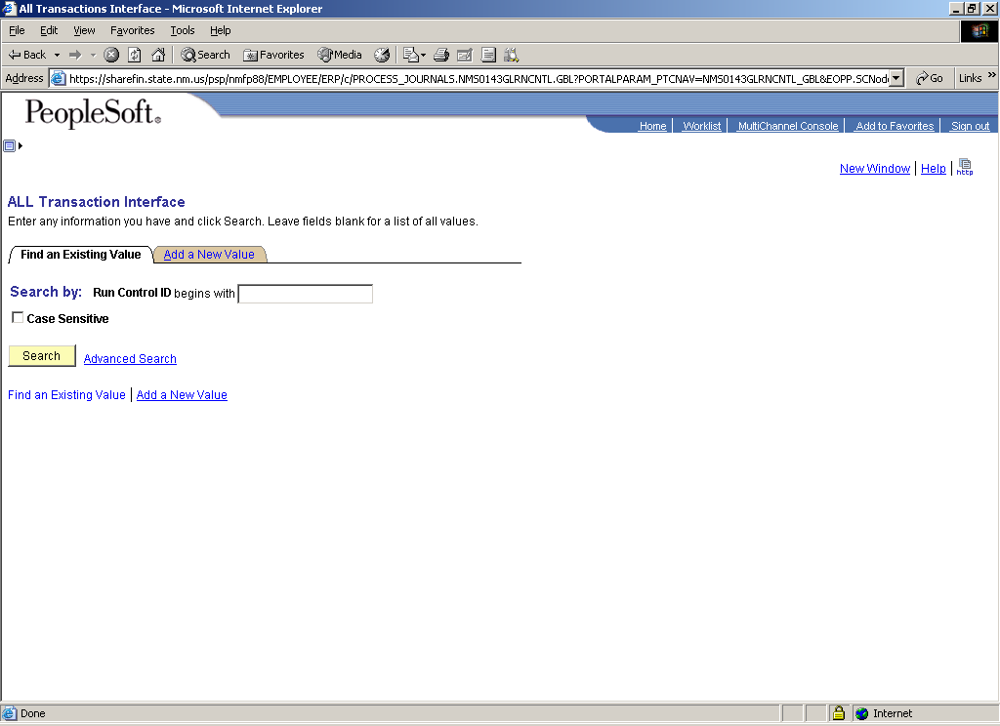 All Transactions Interface - Microsoft Internet Explorer
File Edit View Favorites Tools Help
Back Search Favorites Media
Address https://sharefin.state.nm.us/psp/nmfp88/EMPLOYEE/ERP/c/PROCESS_JOURNALS.NMS0143GLRNCNTL.GBL?PORTALPARAM_PTCNAV=NMS0143GLRNCNTL_GBL&EOPP.SCNode Go Links »
PeopleSoft®
Home Worklist MultiChannel Console Add to Favorites Sign out
New Window | Help | http
ALL Transaction Interface
Enter any information you have and click Search. Leave fields blank for a list of all values.
Find an Existing Value Add a New Value
Search by: Run Control ID begins with
Case Sensitive
Search Advanced Search
Find an Existing Value | Add a New Value
Done Internet